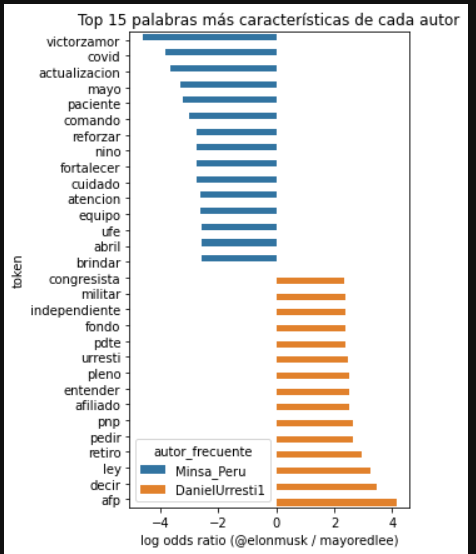 Top 15 palabras más características de cada autor
victorzamor
covid
actualizacion
mayo
paciente
comando
reforzar
nino
fortalecer
cuidado
atencion
equipo
ufe
abril
brindar
congresista
militar
independiente
fondo
pdte
urresti
pleno
entender
afiliado
pnp
pedir
retiro
ley
decir
afp
token
autor_frecuente
Minsa_Peru
DanielUrresti1
−4 −2 0 2 4
log odds ratio (@elonmusk / mayoredlee)